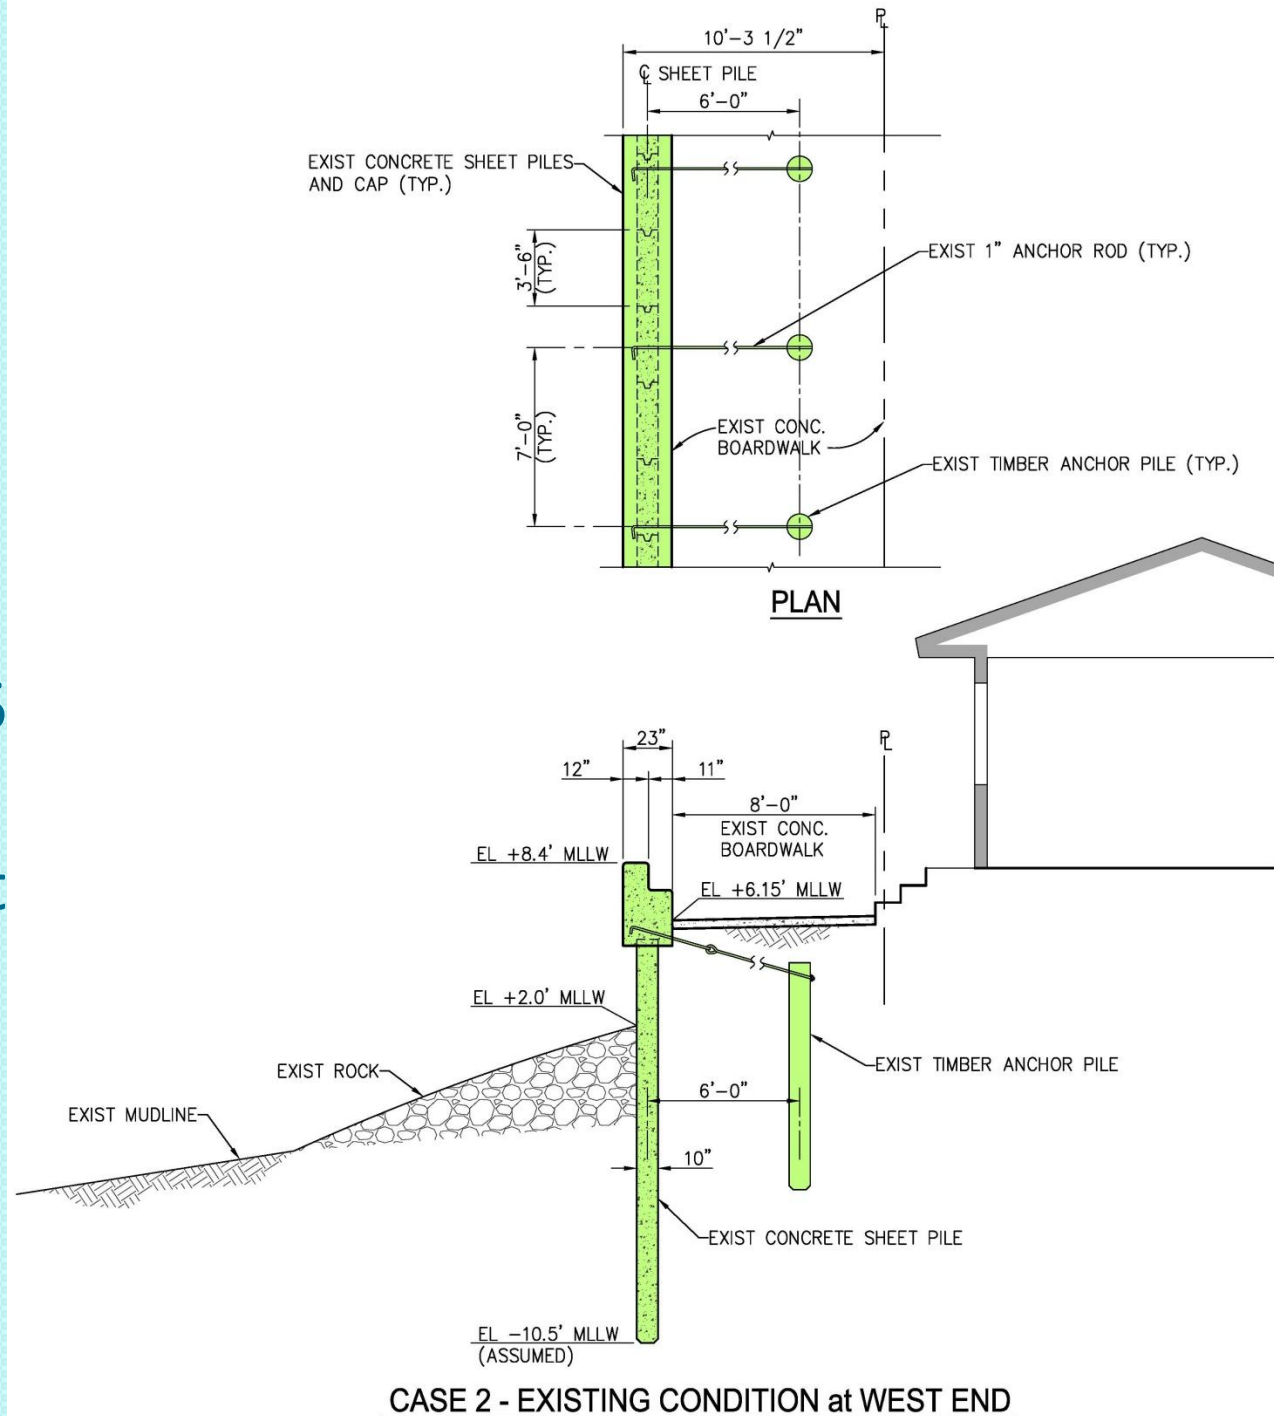 ℞
10'-3 1/2"
℄ SHEET PILE
6'-0"
EXIST CONCRETE SHEET PILES
AND CAP (TYP.)
3'-6"
(TYP.)
EXIST 1" ANCHOR ROD (TYP.)
7'-0"
(TYP.)
EXIST CONC.
BOARDWALK
EXIST TIMBER ANCHOR PILE (TYP.)
PLAN
23"
12"
11"
PL
8'-0"
EXIST CONC.
BOARDWALK
EL +8.4' MLLW
EL +6.15' MLLW
EL +2.0' MLLW
EXIST ROCK
EXIST TIMBER ANCHOR PILE
6'-0"
EXIST MUDLINE
10"
EXIST CONCRETE SHEET PILE
EL -10.5' MLLW
(ASSUMED)
CASE 2 - EXISTING CONDITION at WEST END